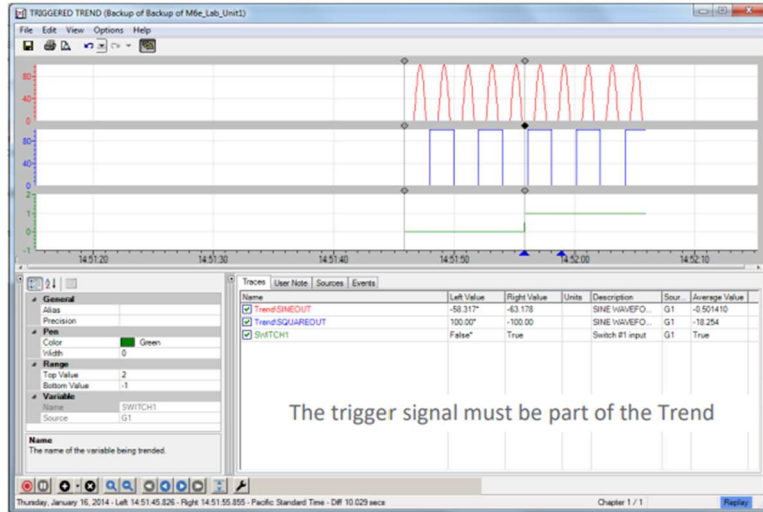 TRIGGERED TREND (Backup of Backup of M6e_Lab_Unit1)
File Edit View Options Help
80
40
0
80
40
0
2
1
0
-1
14:51:20 14:51:30 14:51:40 14:51:50 14:52:00 14:52:10
General
Alias
Precision
Pen
Color Green
Width 0
Range
Top Value 2
Bottom Value -1
Variable
Name SWITCH1
Source G1
Name
The name of the variable being trended.
Traces User Note Sources Events
Name Left Value Right Value Units Description Sour... Average Value
Trend\SINEOUT -58.317* -63.178 SINE WAVEFO... G1 -0.501410
Trend\SQUAREOUT 100.00* -100.00 SINE WAVEFO... G1 -18.254
SWITCH1 False* True Switch #1 input G1 True
The trigger signal must be part of the Trend
Thursday, January 16, 2014 - Left 14:51:45.826 - Right 14:51:55.855 - Pacific Standard Time - Diff 10.029 secs Chapter 1 / 1 Replay